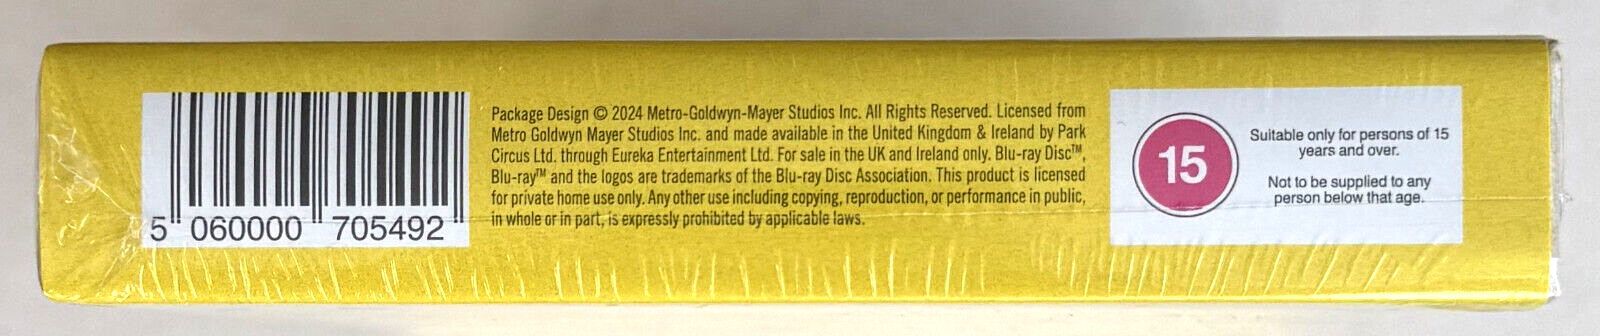 5 060000 705492
Package Design © 2024 Metro-Goldwyn-Mayer Studios Inc. All Rights Reserved. Licensed from
Metro Goldwyn Mayer Studios Inc. and made available in the United Kingdom & Ireland by Park
Circus Ltd. through Eureka Entertainment Ltd. For sale in the UK and Ireland only. Blu-ray Disc™,
Blu-ray™ and the logos are trademarks of the Blu-ray Disc Association. This product is licensed
for private home use only. Any other use including copying, reproduction, or performance in public,
in whole or in part, is expressly prohibited by applicable laws.
15
Suitable only for persons of 15
years and over.
Not to be supplied to any
person below that age.